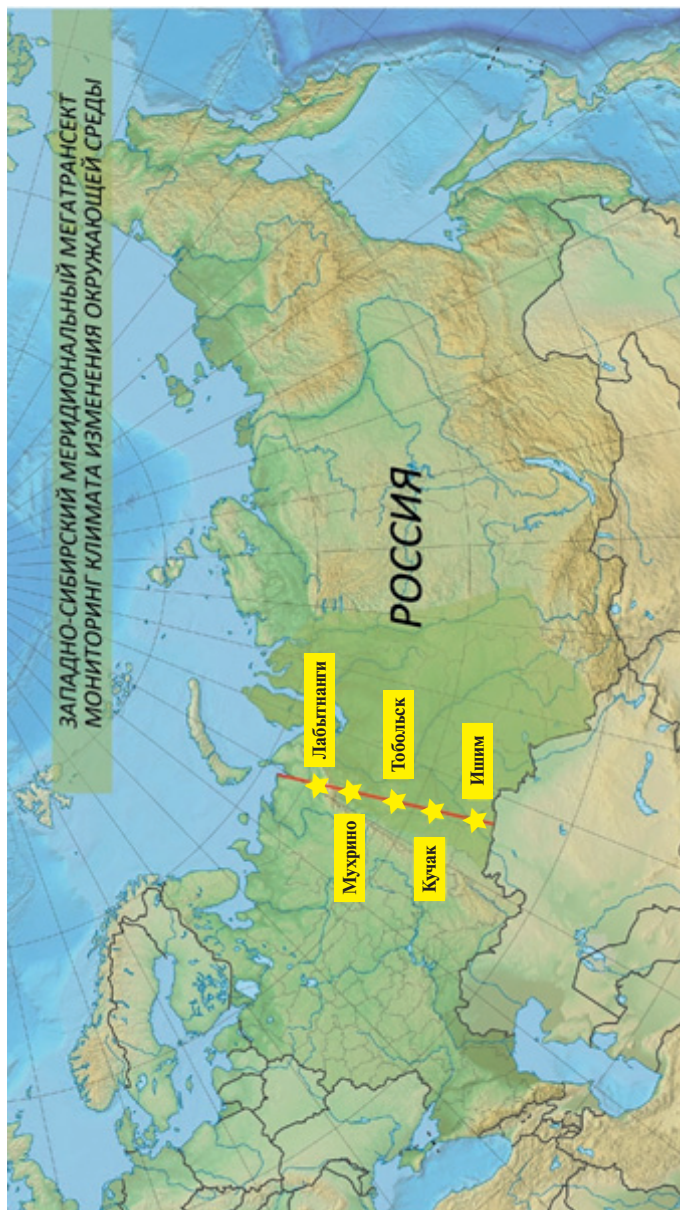 ЗАПАДНО-СИБИРСКИЙ МЕРИДИОНАЛЬНЫЙ МЕГАТРАНСЕКТ
МОНИТОРИНГ КЛИМАТА ИЗМЕНЕНИЯ ОКРУЖАЮЩЕЙ СРЕДЫ
РОССИЯ
Лабытнанги
Мухрино
Тобольск
Кучак
Ишим